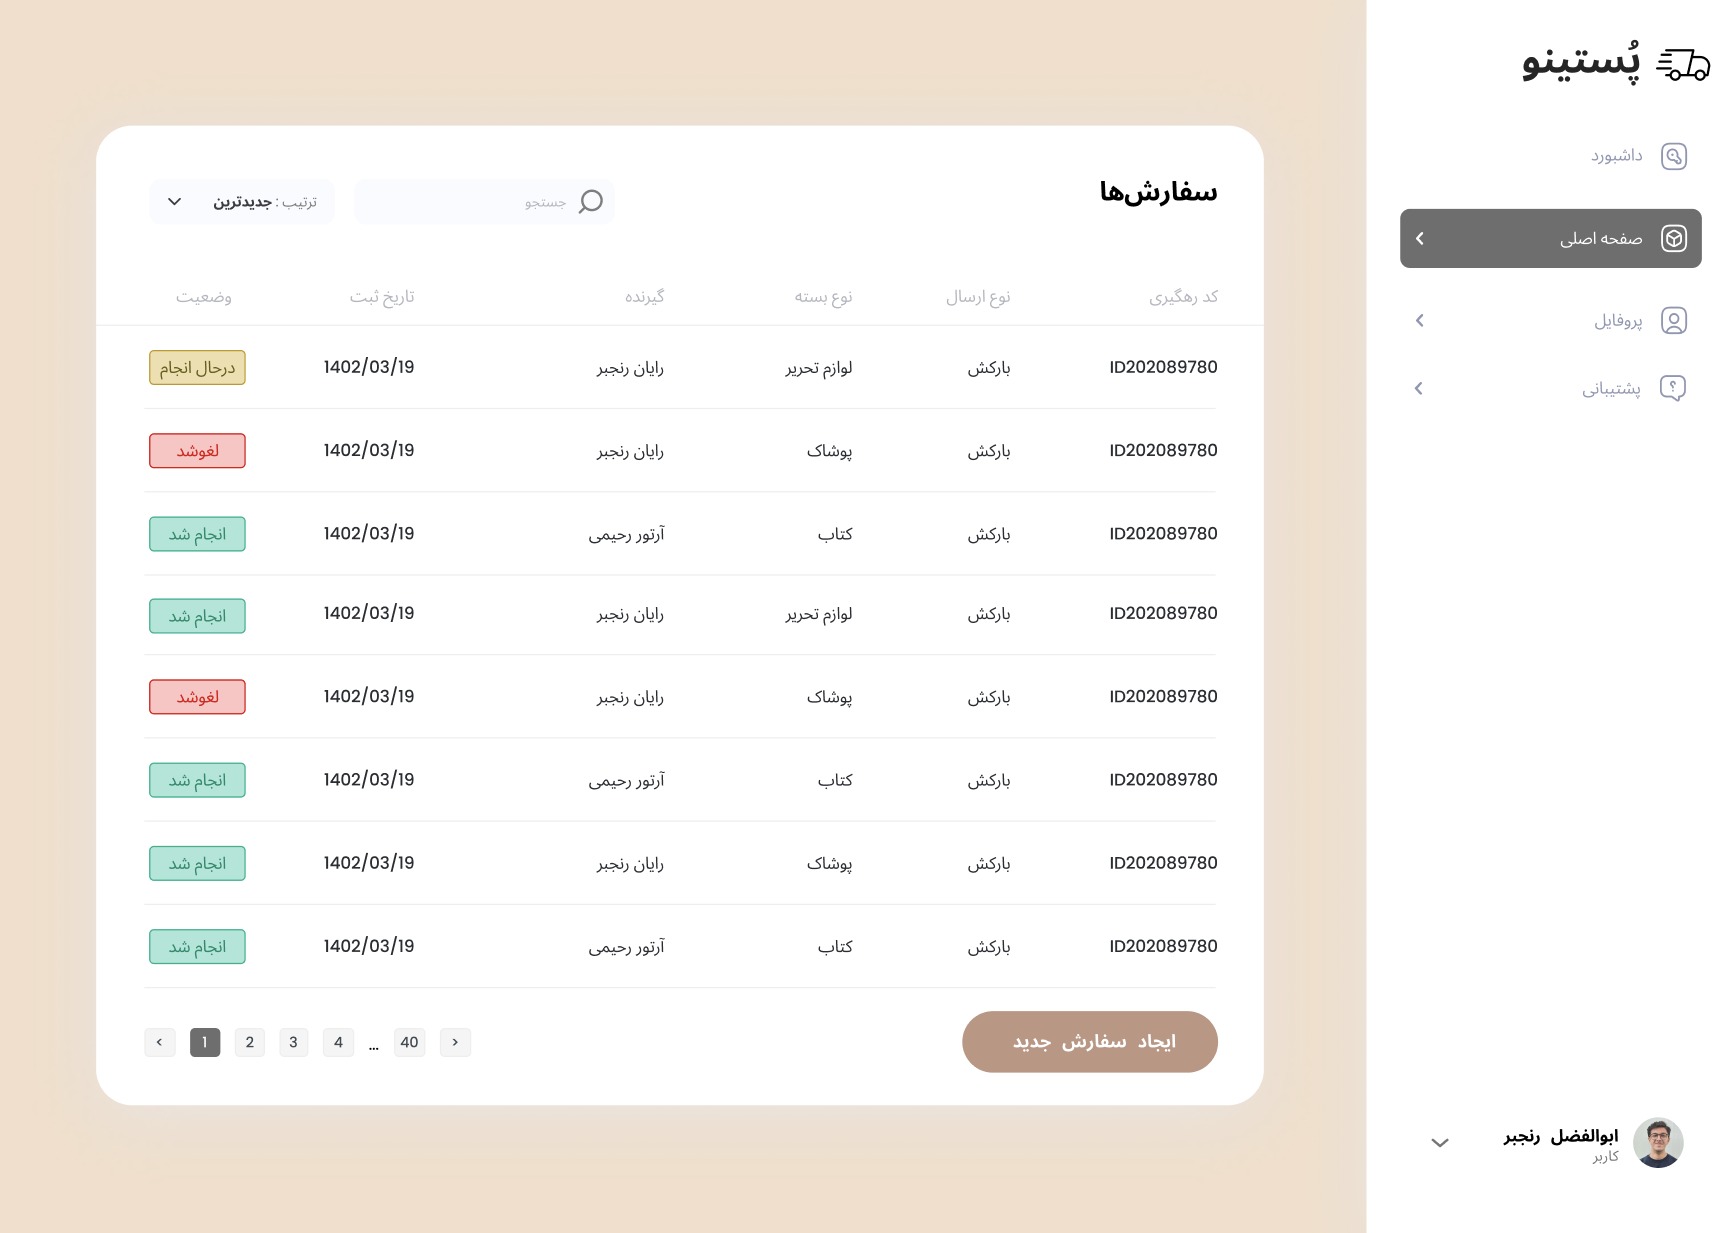 پُستینو
داشبورد
صفحه اصلی
پروفایل
پشتیبانی
ابوالفضل رنجبر
کاربر
سفارش‌ها
جستجو
ترتیب : جدیدترین
کد رهگیری نوع ارسال نوع بسته گیرنده تاریخ ثبت وضعیت
ID202089780 بارکش لوازم تحریر رایان رنجبر 1402/03/19 درحال انجام
ID202089780 بارکش پوشاک رایان رنجبر 1402/03/19 لغوشد
ID202089780 بارکش کتاب آرتور رحیمی 1402/03/19 انجام شد
ID202089780 بارکش لوازم تحریر رایان رنجبر 1402/03/19 انجام شد
ID202089780 بارکش پوشاک رایان رنجبر 1402/03/19 لغوشد
ID202089780 بارکش کتاب آرتور رحیمی 1402/03/19 انجام شد
ID202089780 بارکش پوشاک رایان رنجبر 1402/03/19 انجام شد
ID202089780 بارکش کتاب آرتور رحیمی 1402/03/19 انجام شد
ایجاد سفارش جدید
< 1 2 3 4 ... 40 >